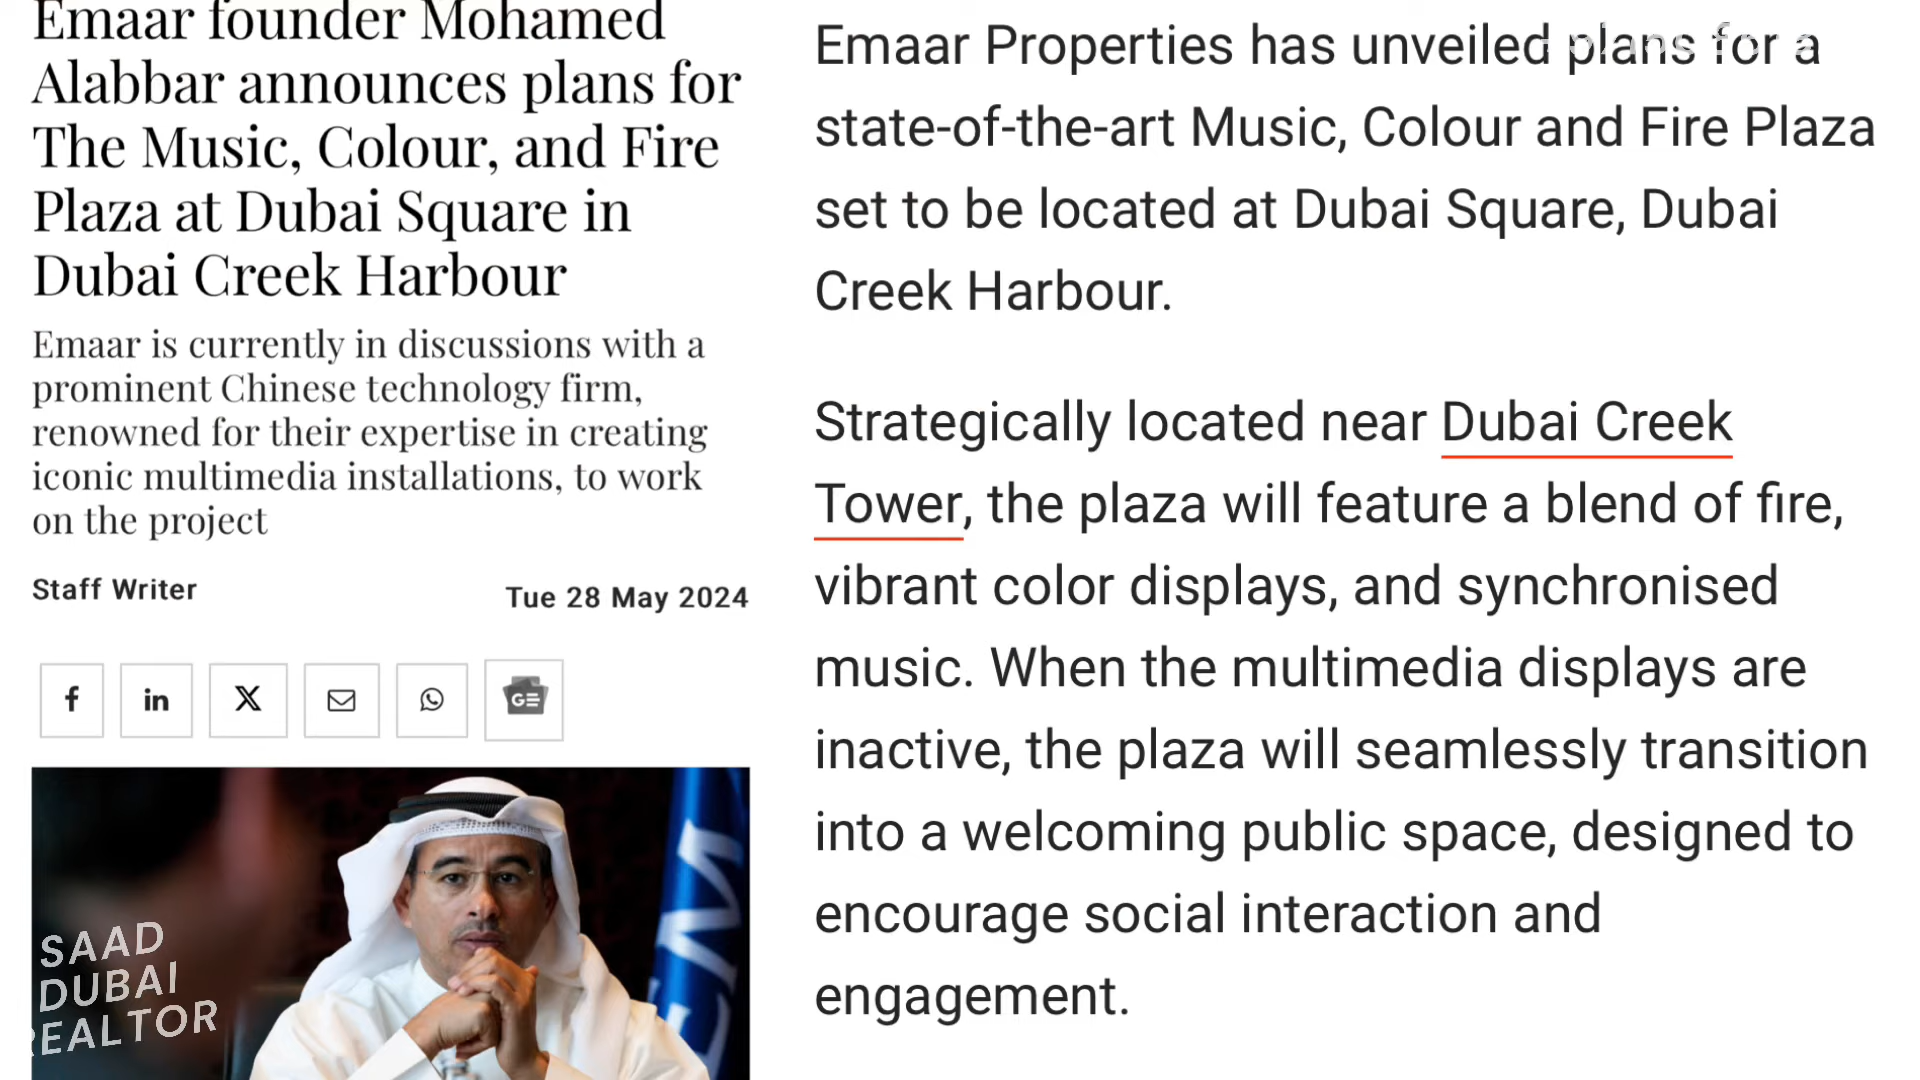 Emaar founder Mohamed
Alabbar announces plans for
The Music, Colour, and Fire
Plaza at Dubai Square in
Dubai Creek Harbour
Emaar is currently in discussions with a
prominent Chinese technology firm,
renowned for their expertise in creating
iconic multimedia installations, to work
on the project
Staff Writer
Tue 28 May 2024
f
in
X
GE
SAAD
DUBAI
REALTOR
Emaar Properties has unveiled plans for a
state-of-the-art Music, Colour and Fire Plaza
set to be located at Dubai Square, Dubai
Creek Harbour.
Strategically located near Dubai Creek
Tower, the plaza will feature a blend of fire,
vibrant color displays, and synchronised
music. When the multimedia displays are
inactive, the plaza will seamlessly transition
into a welcoming public space, designed to
encourage social interaction and
engagement.